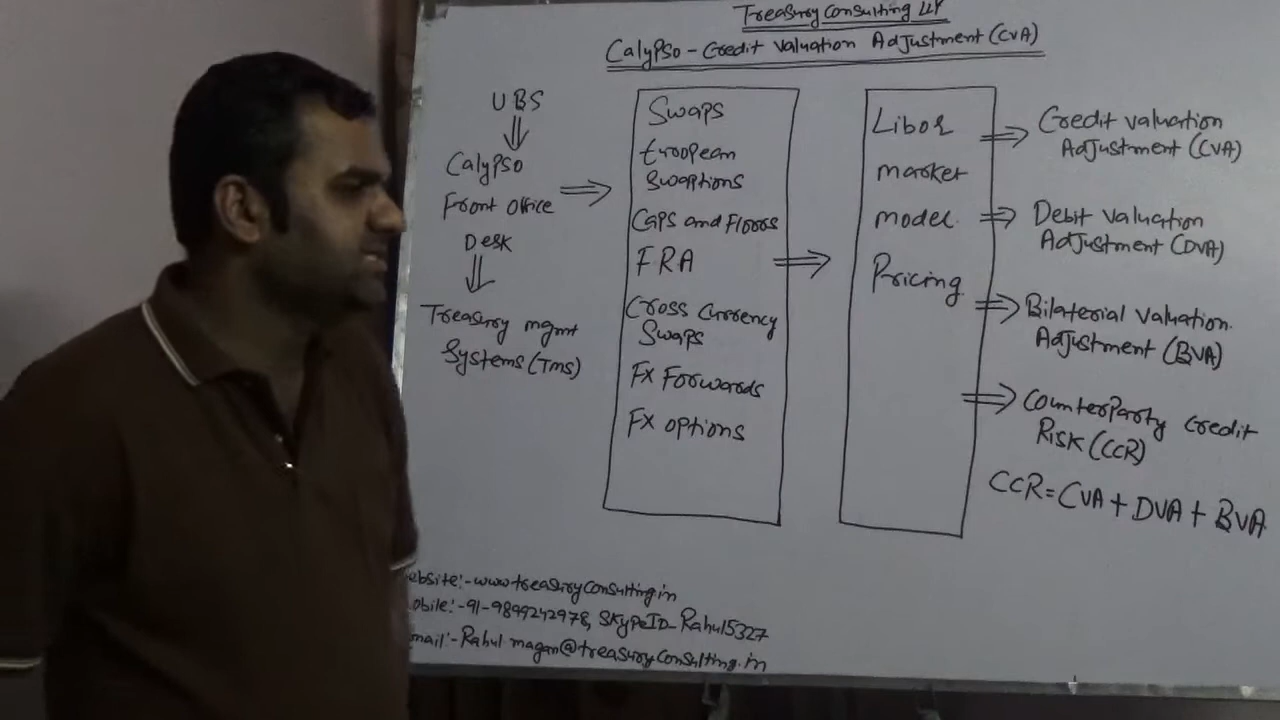 Treasury Consulting LLP
Calypso - Credit Valuation Adjustment (CVA)
UBS
Calypso
Front Office
Desk
Treasury mgmt
Systems (TMS)
Swaps
European
Swaptions
Caps and Floors
FRA
Cross Currency
Swaps
FX Forwards
FX options
Libor
market
model
Pricing
Credit Valuation
Adjustment (CVA)
Debit Valuation
Adjustment (DVA)
Bilaterial Valuation
Adjustment (BVA)
Counterparty Credit
Risk (CCR)
CCR = CVA + DVA + BVA
ebsite:- www.treasuryconsulting.in
obile:- 91-9899242978, SkypeID- Rahul5327
mail:- Rahul.magan@treasuryconsulting.in